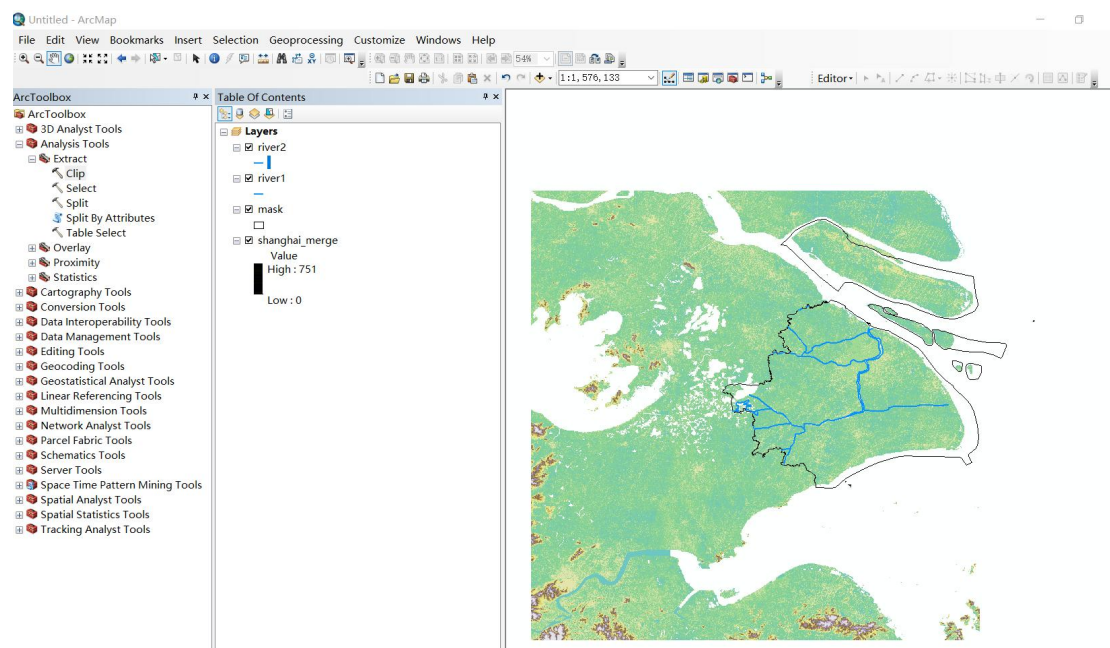 Untitled - ArcMap
File Edit View Bookmarks Insert Selection Geoprocessing Customize Windows Help
54%
1:1,576,133
Editor
ArcToolbox
ArcToolbox
3D Analyst Tools
Analysis Tools
Extract
Clip
Select
Split
Split By Attributes
Table Select
Overlay
Proximity
Statistics
Cartography Tools
Conversion Tools
Data Interoperability Tools
Data Management Tools
Editing Tools
Geocoding Tools
Geostatistical Analyst Tools
Linear Referencing Tools
Multidimension Tools
Network Analyst Tools
Parcel Fabric Tools
Schematics Tools
Server Tools
Space Time Pattern Mining Tools
Spatial Analyst Tools
Spatial Statistics Tools
Tracking Analyst Tools
Table Of Contents
Layers
river2
river1
mask
shanghai_merge
Value
High : 751
Low : 0